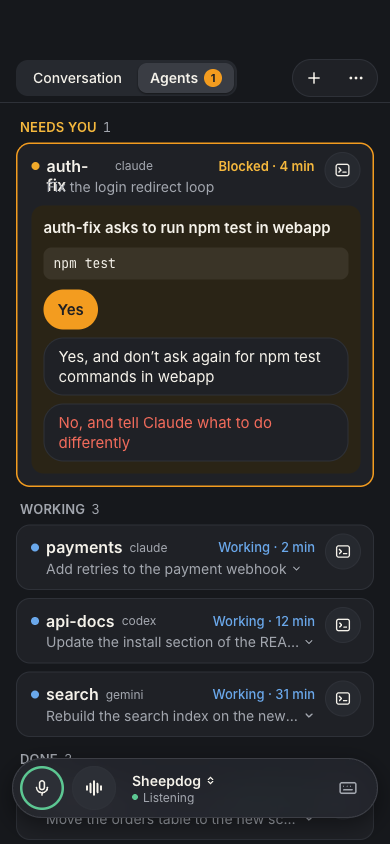 Conversation
Agents 1
NEEDS YOU 1
auth-fix claude Blocked · 4 min
the login redirect loop
auth-fix asks to run npm test in webapp
npm test
Yes
Yes, and don’t ask again for npm test
commands in webapp
No, and tell Claude what to do
differently
WORKING 3
payments claude Working · 2 min
Add retries to the payment webhook
api-docs codex Working · 12 min
Update the install section of the REA...
search gemini Working · 31 min
Rebuild the search index on the new...
DONE
Sheepdog
Listening
Move the orders table to the new sc...